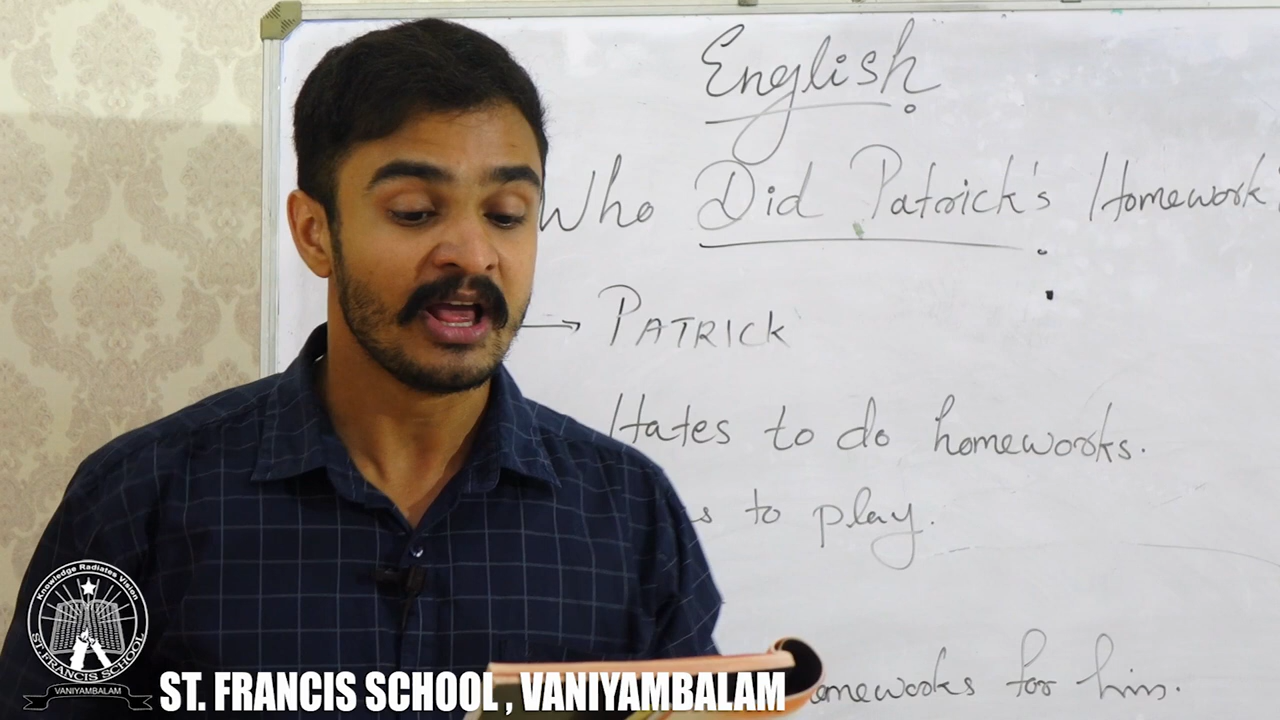 English
Who Did Patrick's Homework?
→ PATRICK
Hates to do homeworks.
to play.
omeworks for him.
Knowledge Radiates Vision
ST. FRANCIS SCHOOL
VANIYAMBALAM
ST. FRANCIS SCHOOL , VANIYAMBALAM